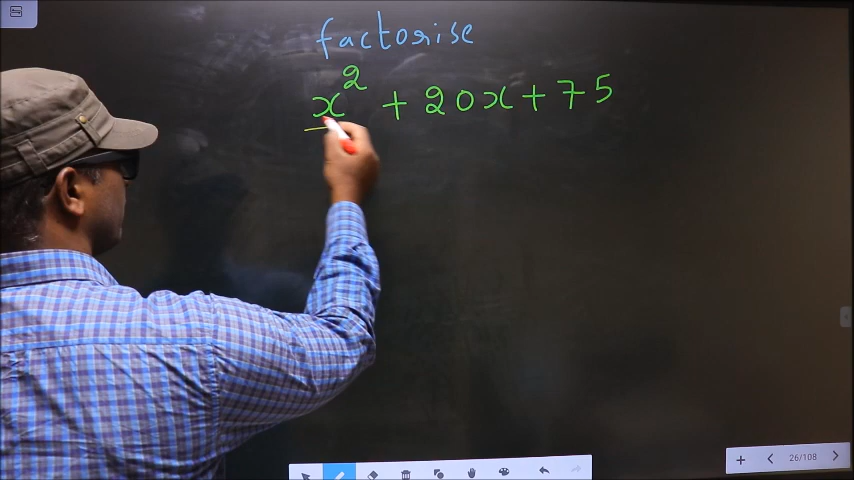 factorise
x² + 20x + 75
26/108